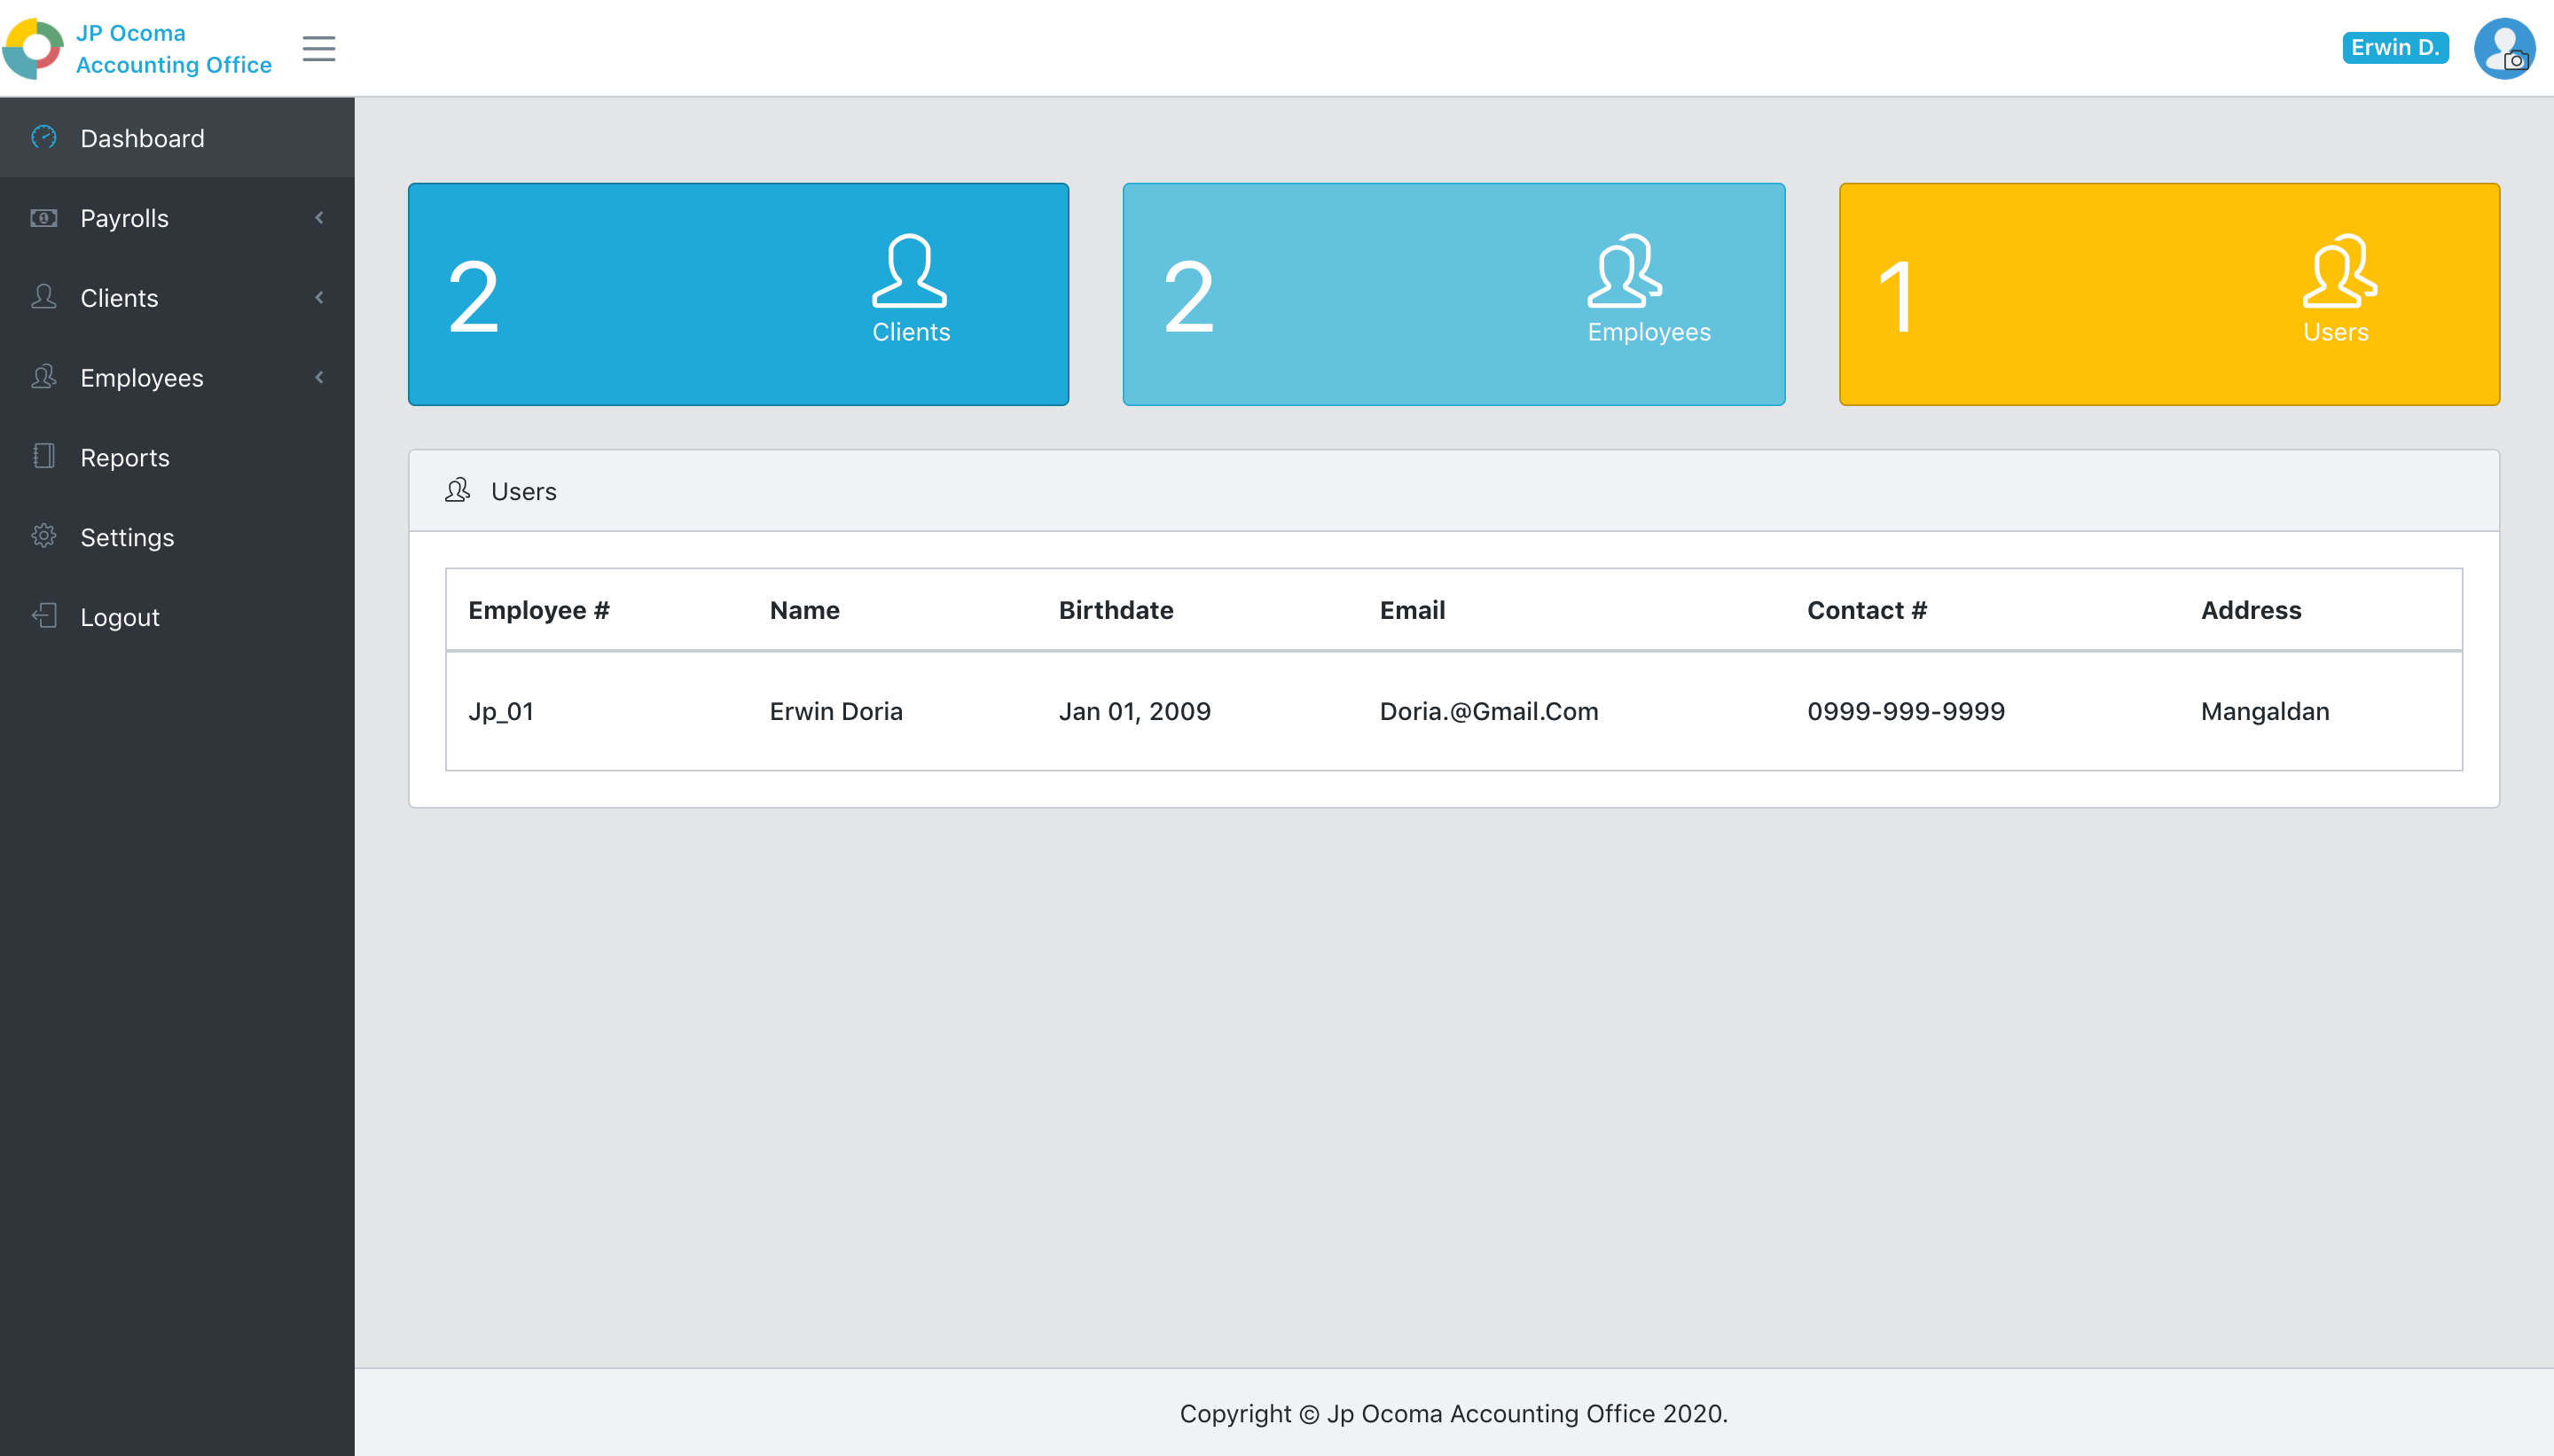 JP Ocoma
Accounting Office
Erwin D.
Dashboard
Payrolls
Clients
Employees
Reports
Settings
Logout
2
Clients
2
Employees
1
Users
Users
Employee # Name Birthdate Email Contact # Address
Jp_01 Erwin Doria Jan 01, 2009 Doria.@Gmail.Com 0999-999-9999 Mangaldan
Copyright © Jp Ocoma Accounting Office 2020.